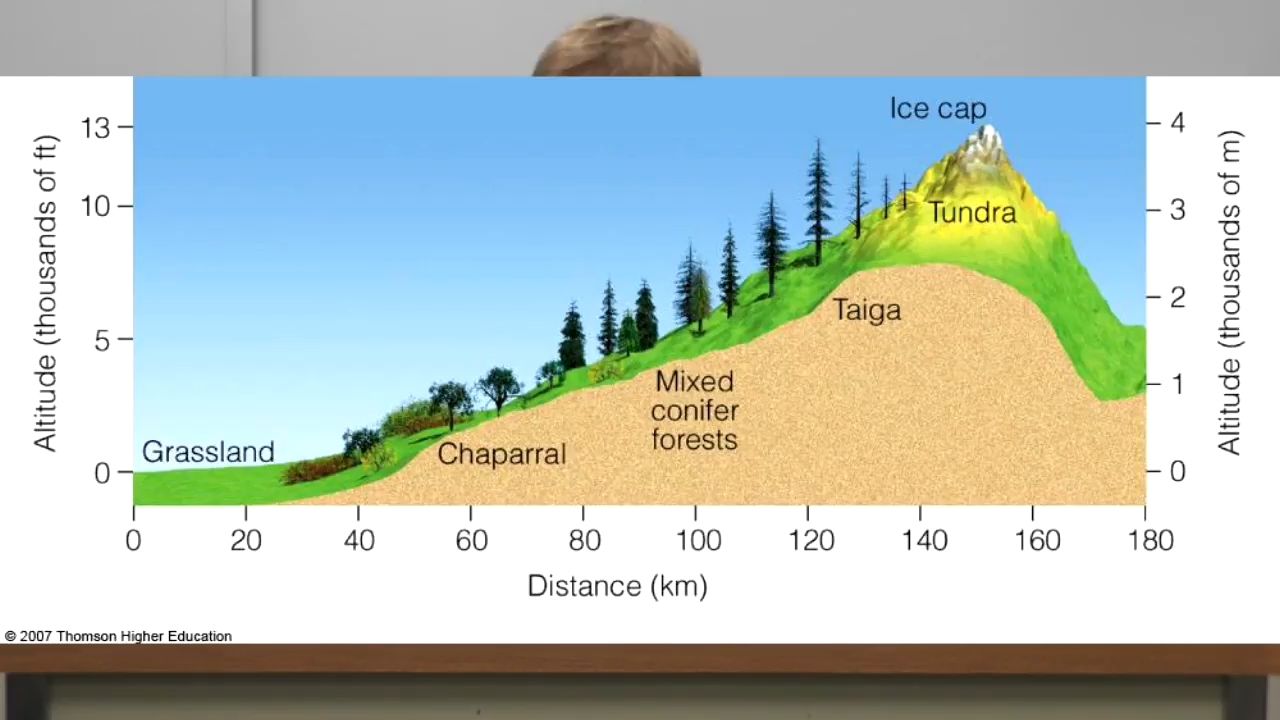 Ice cap
13
4
10
Tundra
3
Taiga
2
5
Mixed
conifer
forests
1
Grassland
Chaparral
0
0
Altitude (thousands of ft)
Altitude (thousands of m)
0 20 40 60 80 100 120 140 160 180
Distance (km)
© 2007 Thomson Higher Education